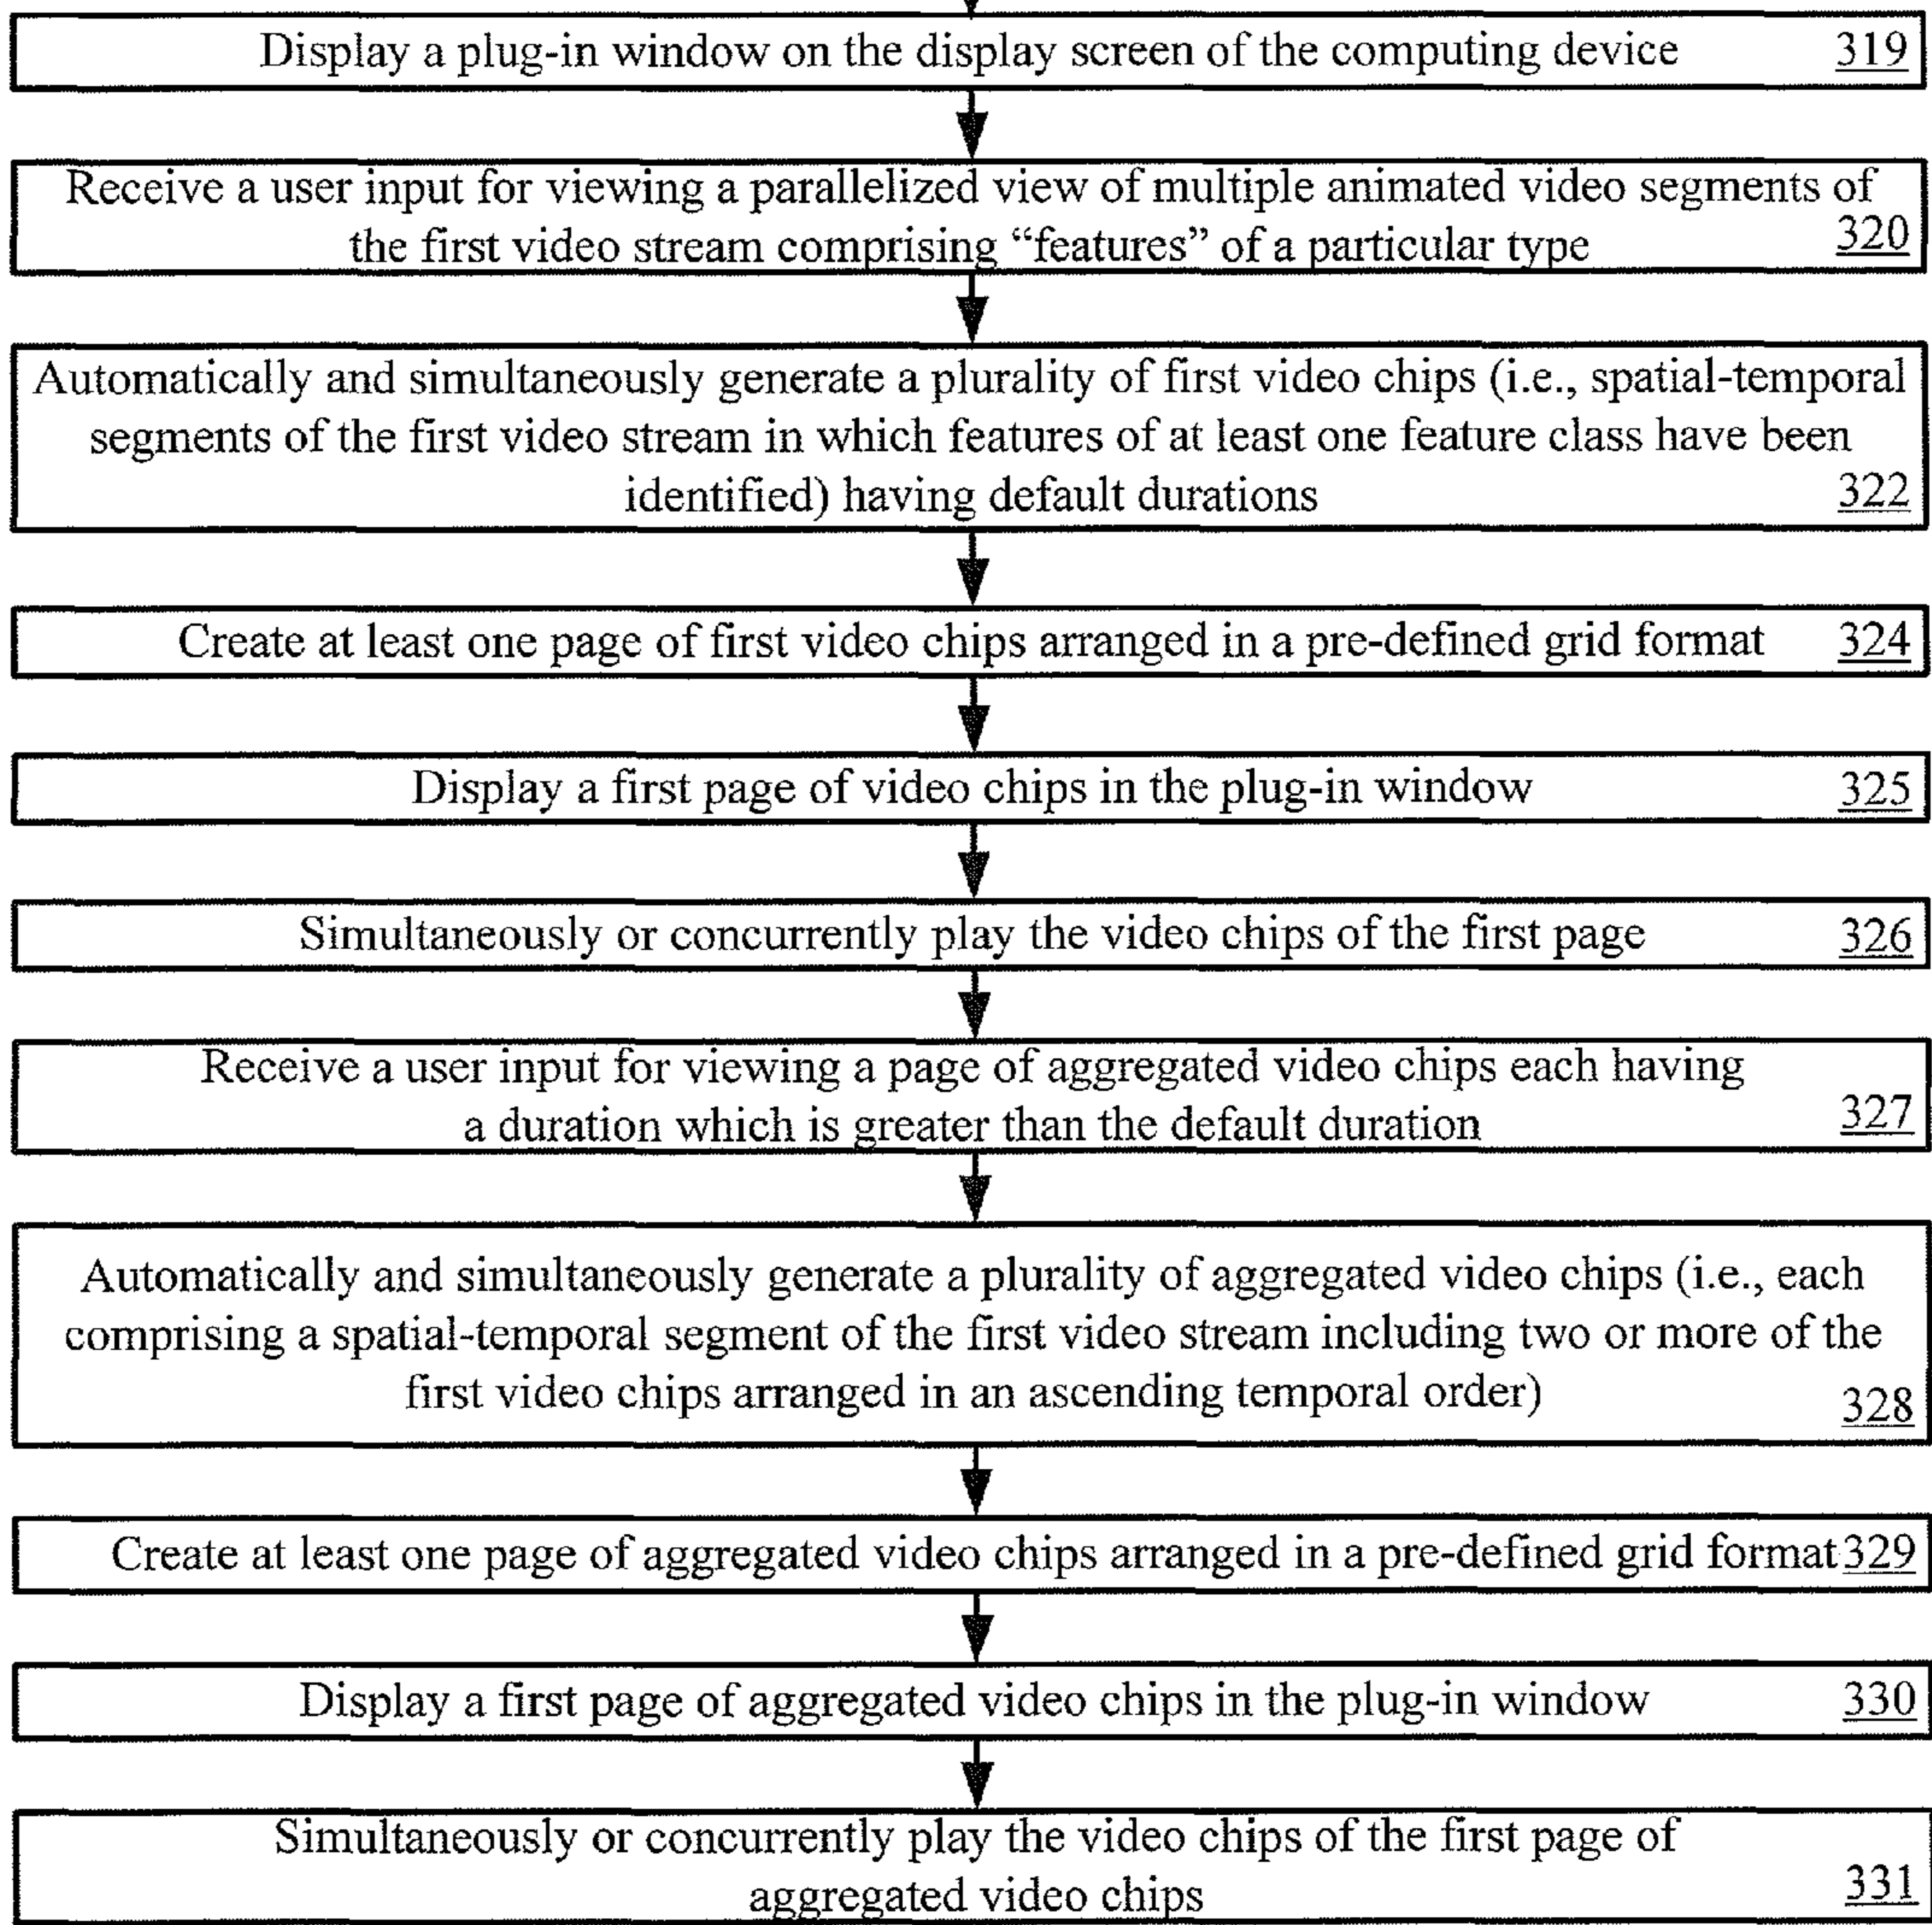 Display a plug-in window on the display screen of the computing device 319
Receive a user input for viewing a parallelized view of multiple animated video segments of
the first video stream comprising “features” of a particular type 320
Automatically and simultaneously generate a plurality of first video chips (i.e., spatial-temporal
segments of the first video stream in which features of at least one feature class have been
identified) having default durations 322
Create at least one page of first video chips arranged in a pre-defined grid format 324
Display a first page of video chips in the plug-in window 325
Simultaneously or concurrently play the video chips of the first page 326
Receive a user input for viewing a page of aggregated video chips each having
a duration which is greater than the default duration 327
Automatically and simultaneously generate a plurality of aggregated video chips (i.e., each
comprising a spatial-temporal segment of the first video stream including two or more of the
first video chips arranged in an ascending temporal order) 328
Create at least one page of aggregated video chips arranged in a pre-defined grid format 329
Display a first page of aggregated video chips in the plug-in window 330
Simultaneously or concurrently play the video chips of the first page of
aggregated video chips 331